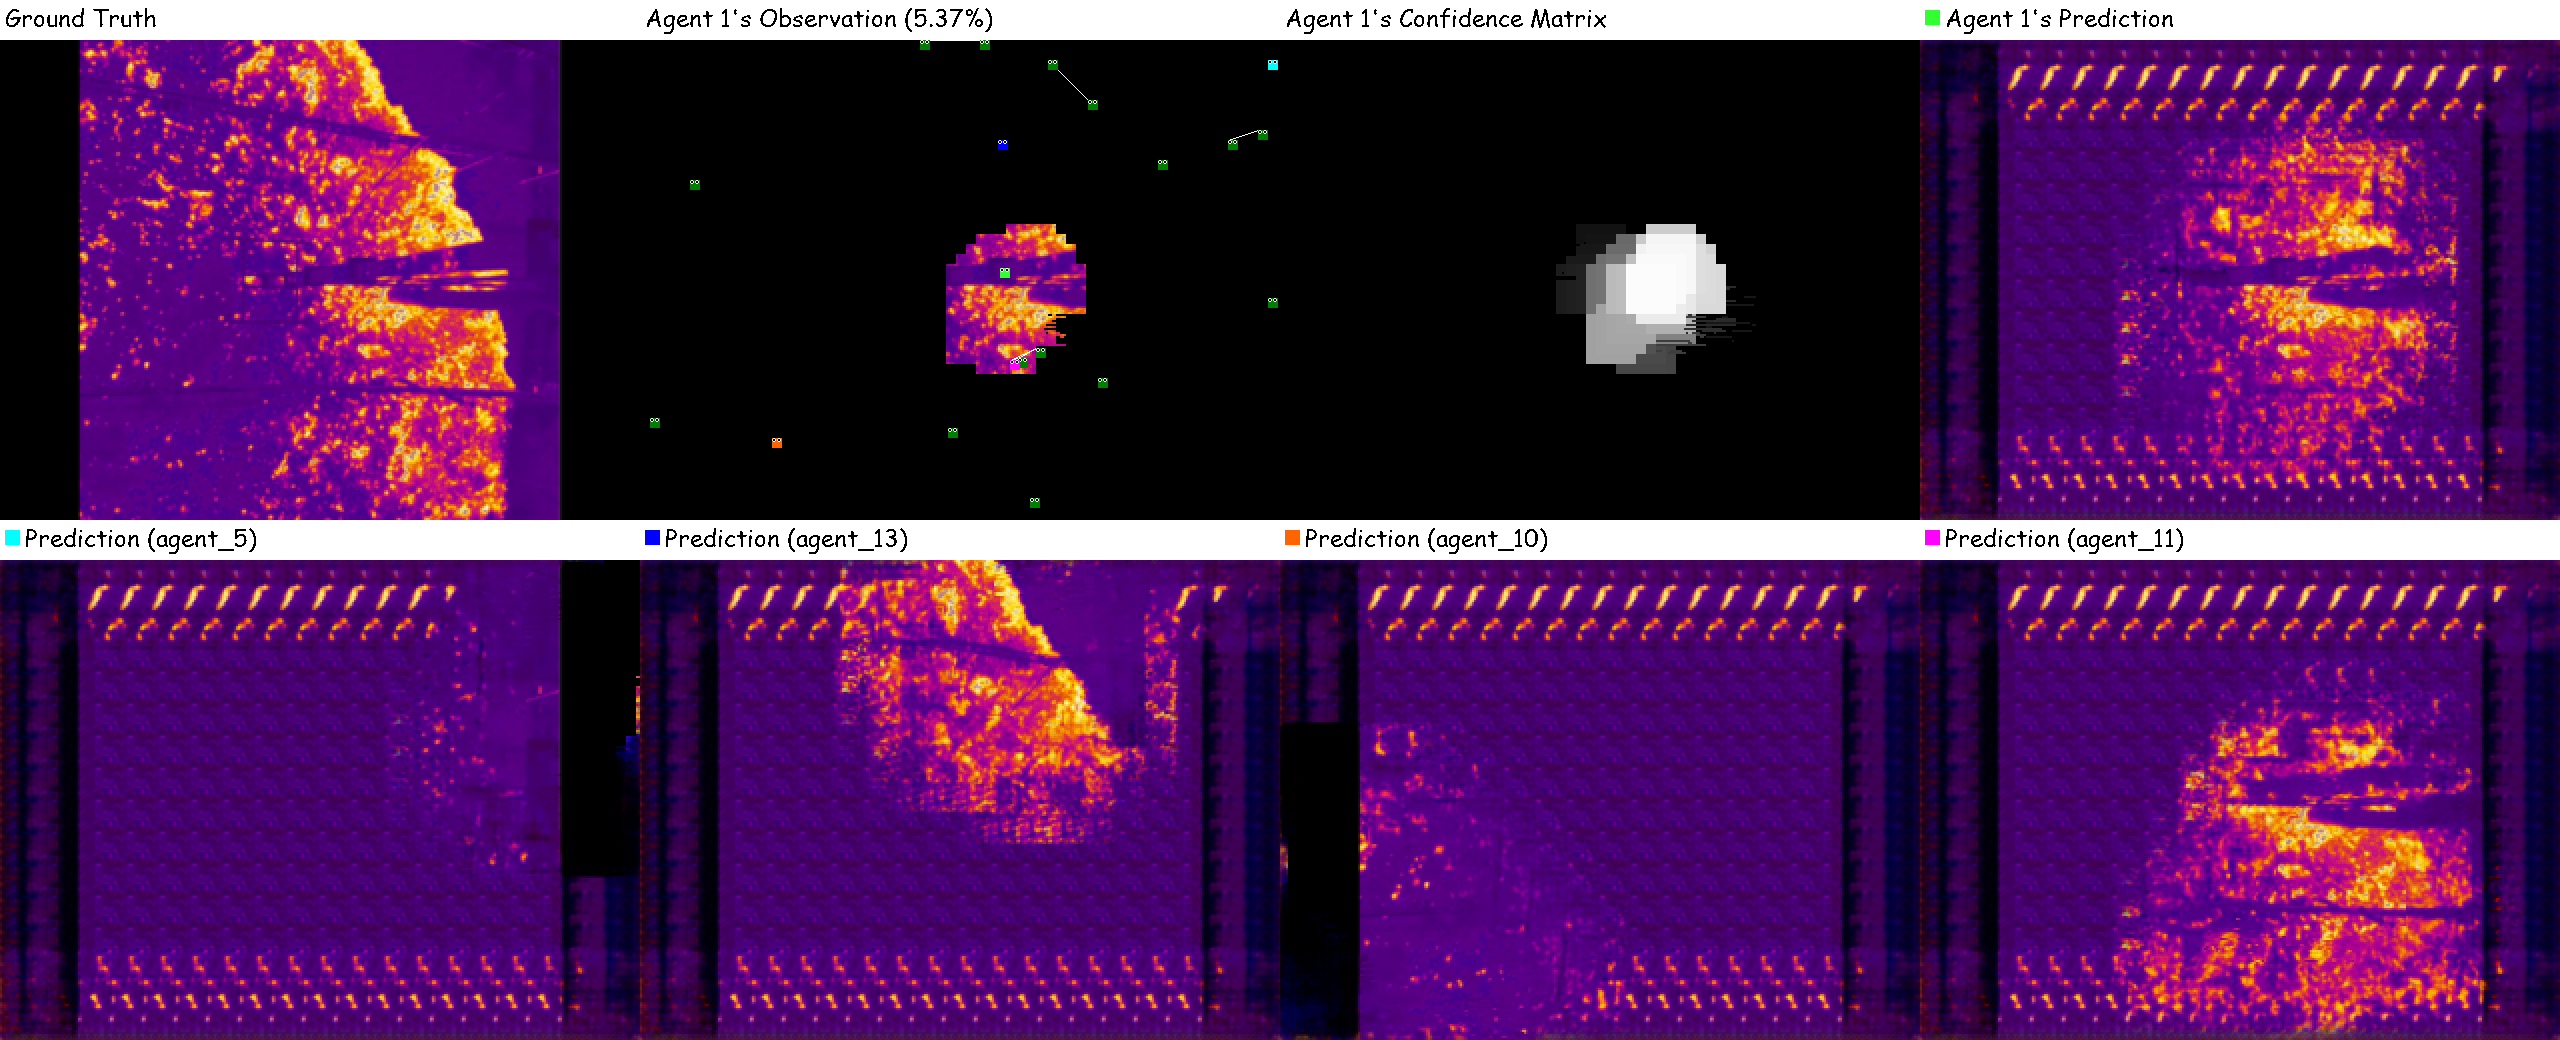 Ground Truth
Agent 1's Observation (5.37%)
Agent 1's Confidence Matrix
Agent 1's Prediction
Prediction (agent_5)
Prediction (agent_13)
Prediction (agent_10)
Prediction (agent_11)